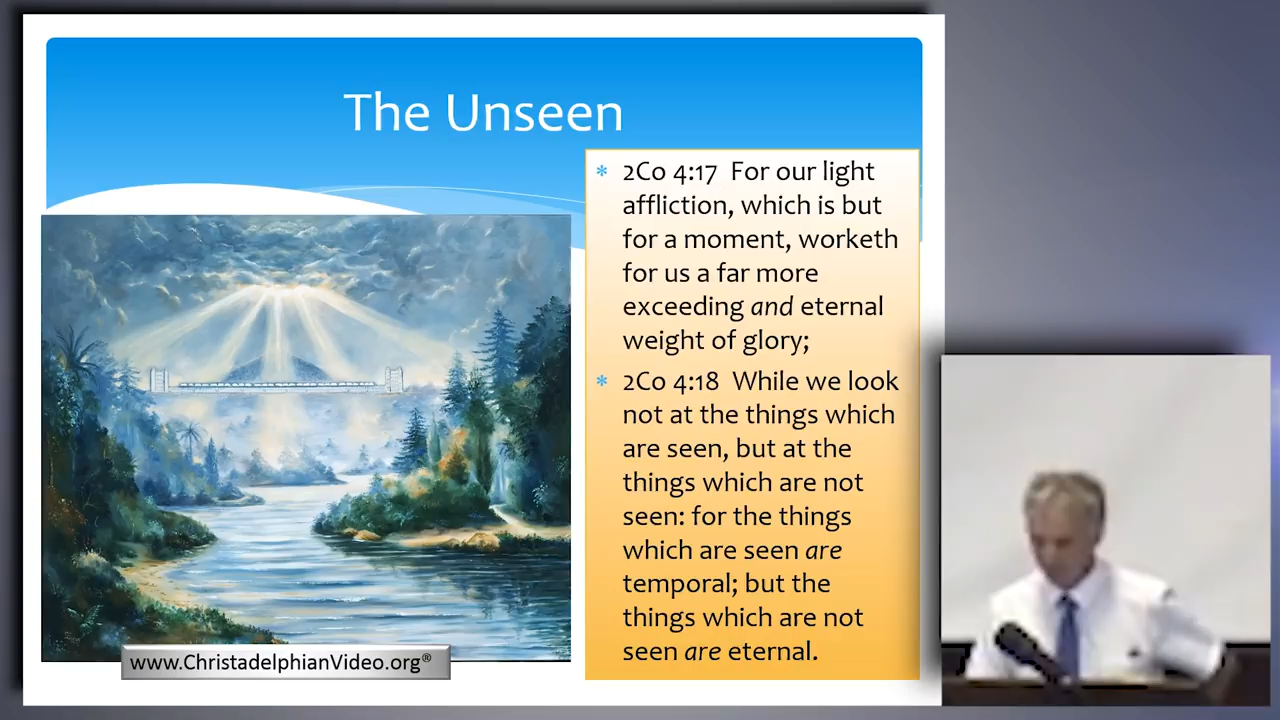 The Unseen
* 2Co 4:17 For our light
affliction, which is but
for a moment, worketh
for us a far more
exceeding and eternal
weight of glory;
* 2Co 4:18 While we look
not at the things which
are seen, but at the
things which are not
seen: for the things
which are seen are
temporal; but the
things which are not
seen are eternal.
www.ChristadelphianVideo.org®